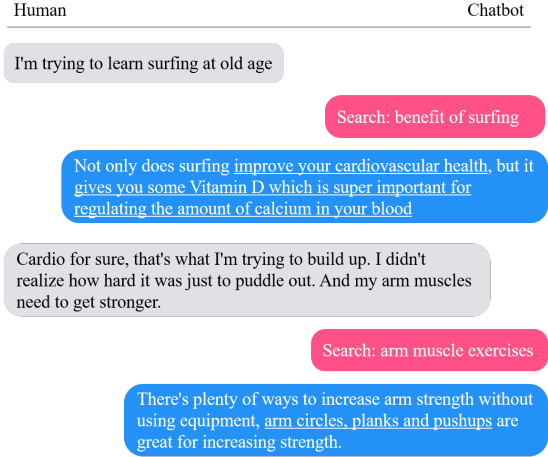 Human Chatbot
I'm trying to learn surfing at old age
Search: benefit of surfing
Not only does surfing improve your cardiovascular health, but it
gives you some Vitamin D which is super important for
regulating the amount of calcium in your blood
Cardio for sure, that's what I'm trying to build up. I didn't
realize how hard it was just to puddle out. And my arm muscles
need to get stronger.
Search: arm muscle exercises
There's plenty of ways to increase arm strength without
using equipment, arm circles, planks and pushups are
great for increasing strength.